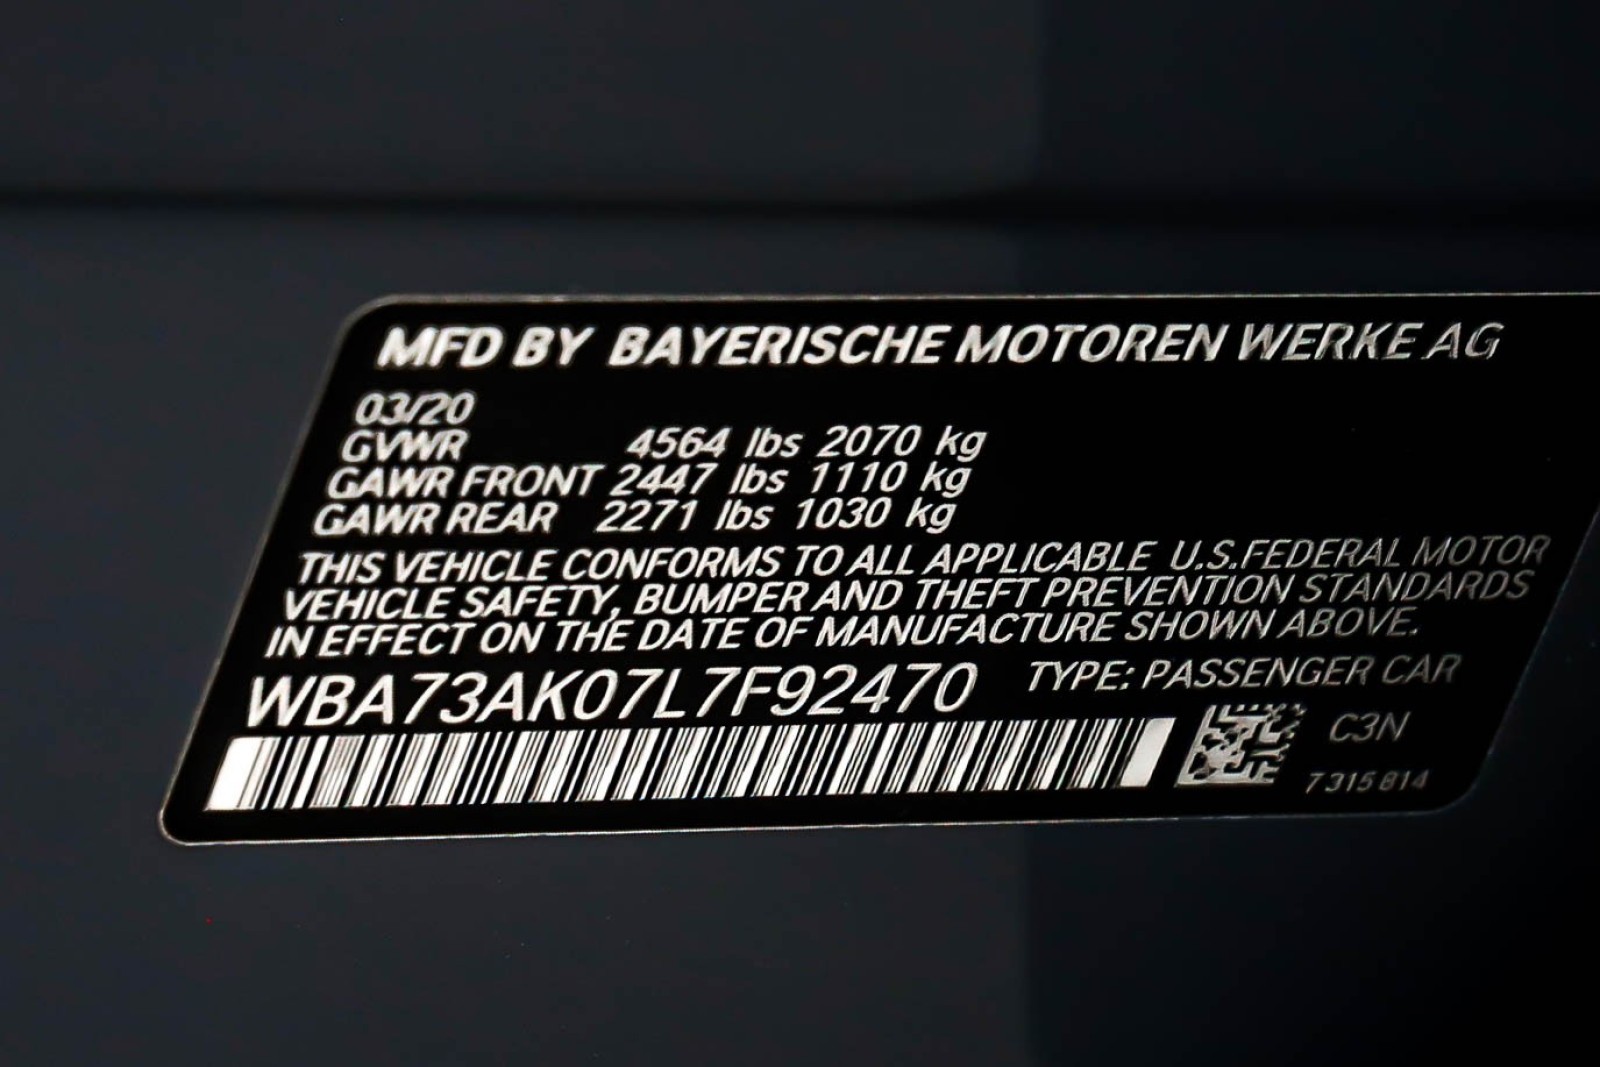 MFD BY BAYERISCHE MOTOREN WERKE AG
03/20
GVWR 4564 lbs 2070 kg
GAWR FRONT 2447 lbs 1110 kg
GAWR REAR 2271 lbs 1030 kg
THIS VEHICLE CONFORMS TO ALL APPLICABLE U.S.FEDERAL MOTOR
VEHICLE SAFETY, BUMPER AND THEFT PREVENTION STANDARDS
IN EFFECT ON THE DATE OF MANUFACTURE SHOWN ABOVE.
WBA73AK07L7F92470 TYPE: PASSENGER CAR
C3N
7 315 814